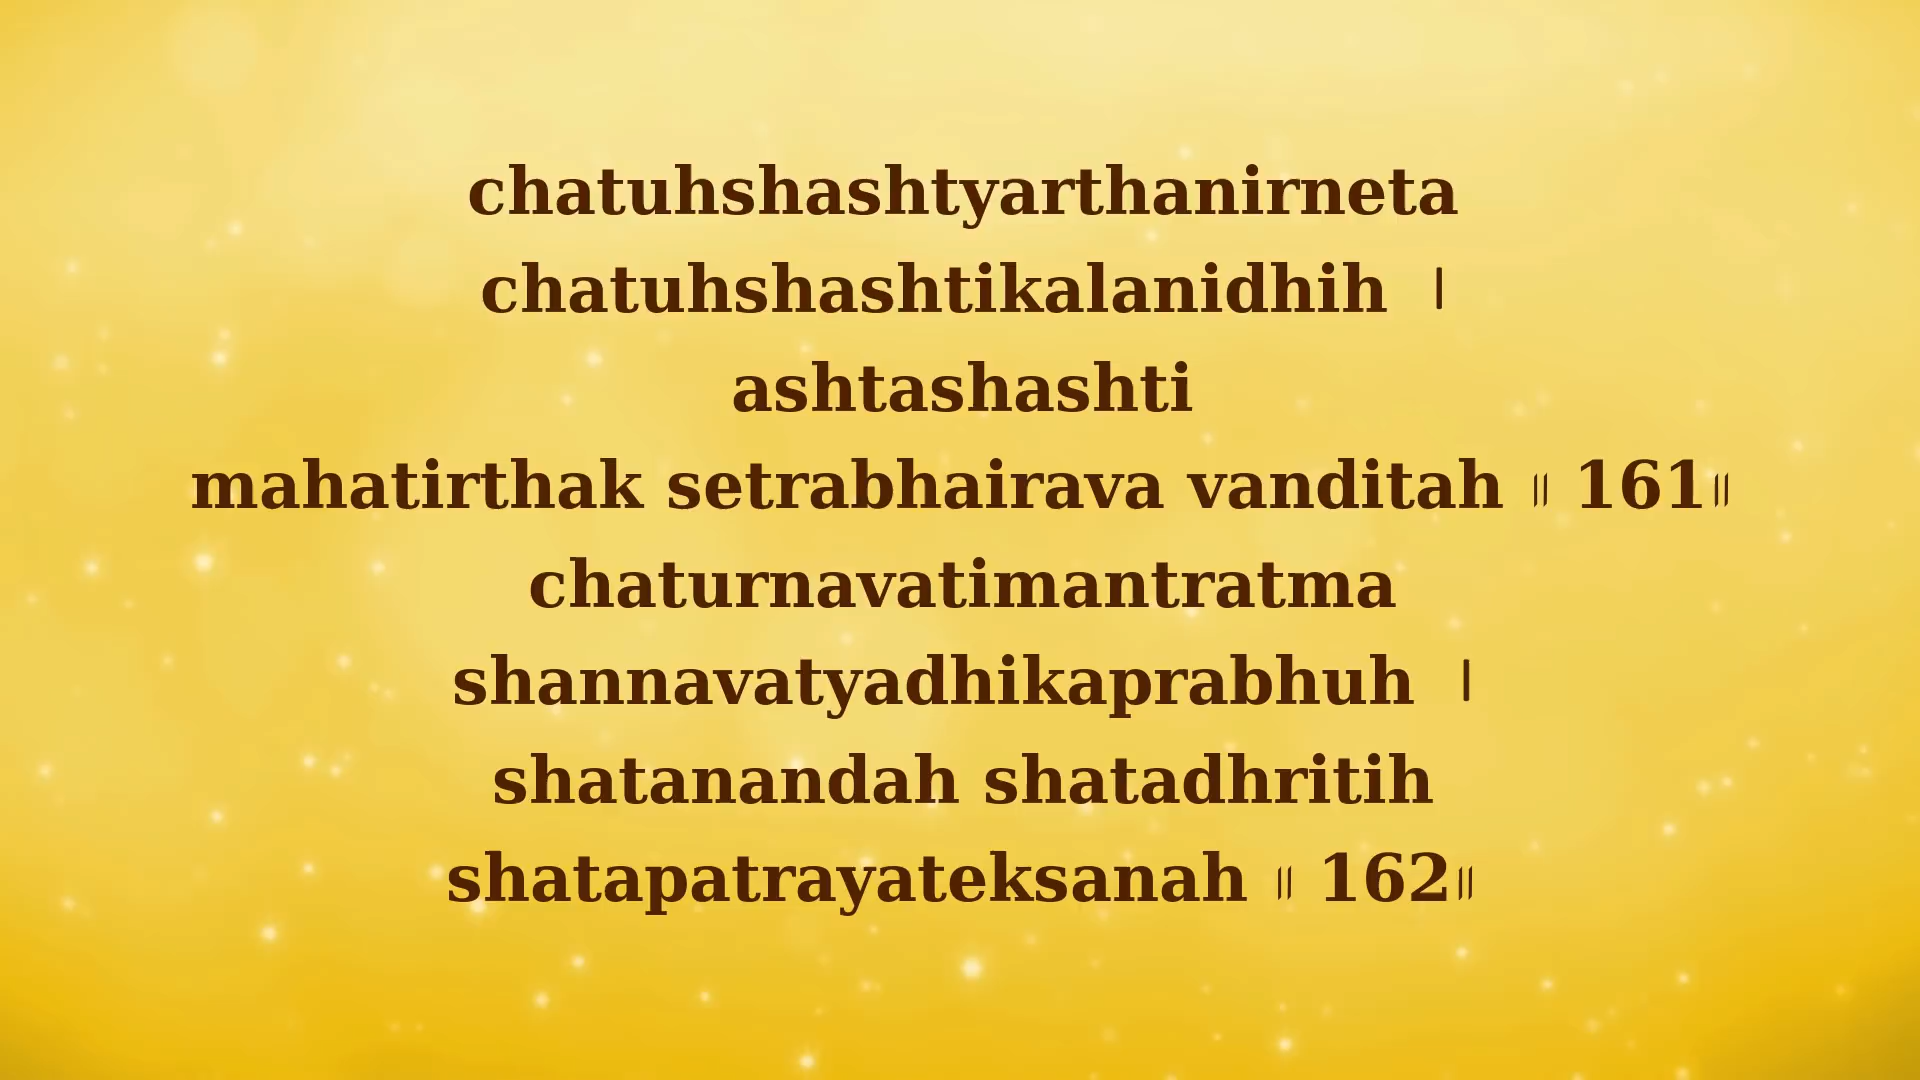 chatuhshashtyarthanirneta
chatuhshashtikalanidhih ।
ashtashashti
mahatirthak setrabhairava vanditah ॥ 161॥
chaturnavatimantratma
shannavatyadhikaprabhuh ।
shatanandah shatadhritih
shatapatrayateksanah ॥ 162॥